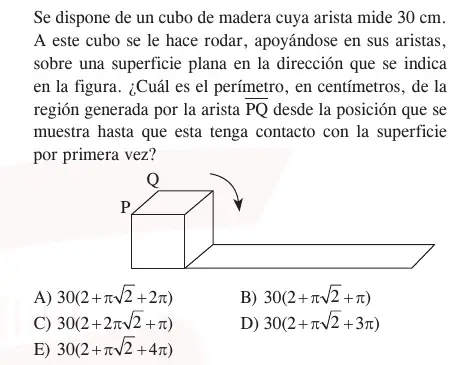 Se dispone de un cubo de madera cuya arista mide 30 cm.
A este cubo se le hace rodar, apoyándose en sus aristas,
sobre una superficie plana en la dirección que se indica
en la figura. ¿Cuál es el perímetro, en centímetros, de la
región generada por la arista P̅Q̅ desde la posición que se
muestra hasta que esta tenga contacto con la superficie
por primera vez?
Q
P
A) 30(2+π√2+2π) B) 30(2+π√2+π)
C) 30(2+2π√2+π) D) 30(2+π√2+3π)
E) 30(2+π√2+4π)